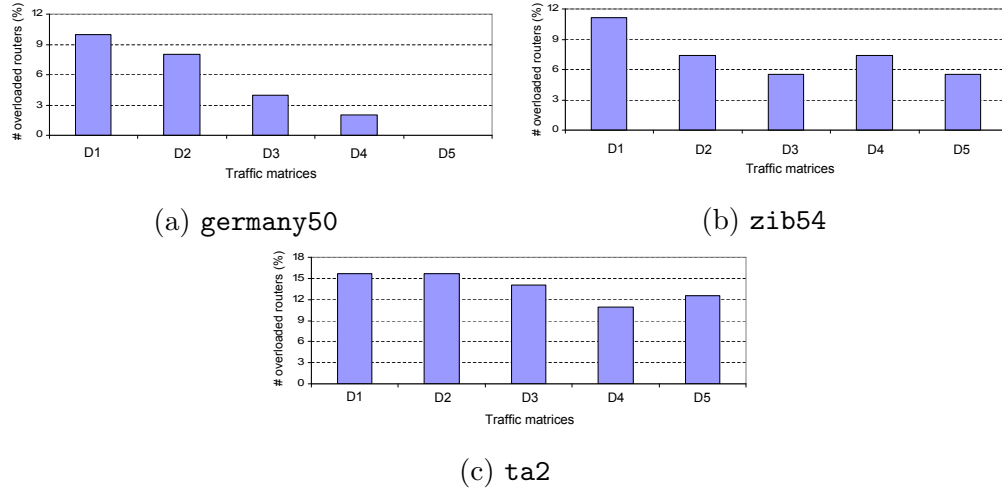 # overloaded routers (%)
12
9
6
3
0
D1 D2 D3 D4 D5
Traffic matrices
(a) germany50
# overloaded routers (%)
12
9
6
3
0
D1 D2 D3 D4 D5
Traffic matrices
(b) zib54
# overloaded routers (%)
18
15
12
9
6
3
0
D1 D2 D3 D4 D5
Traffic matrices
(c) ta2